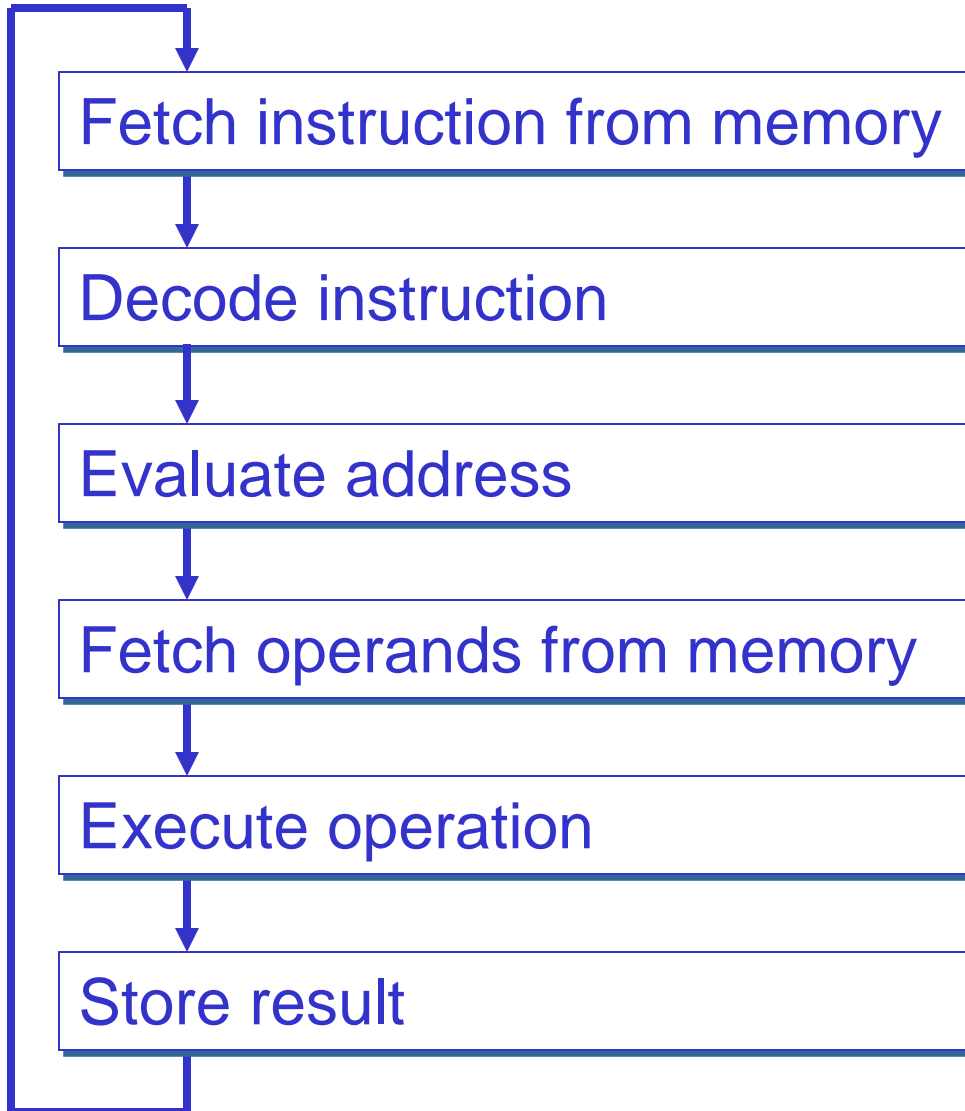 Fetch instruction from memory
Decode instruction
Evaluate address
Fetch operands from memory
Execute operation
Store result